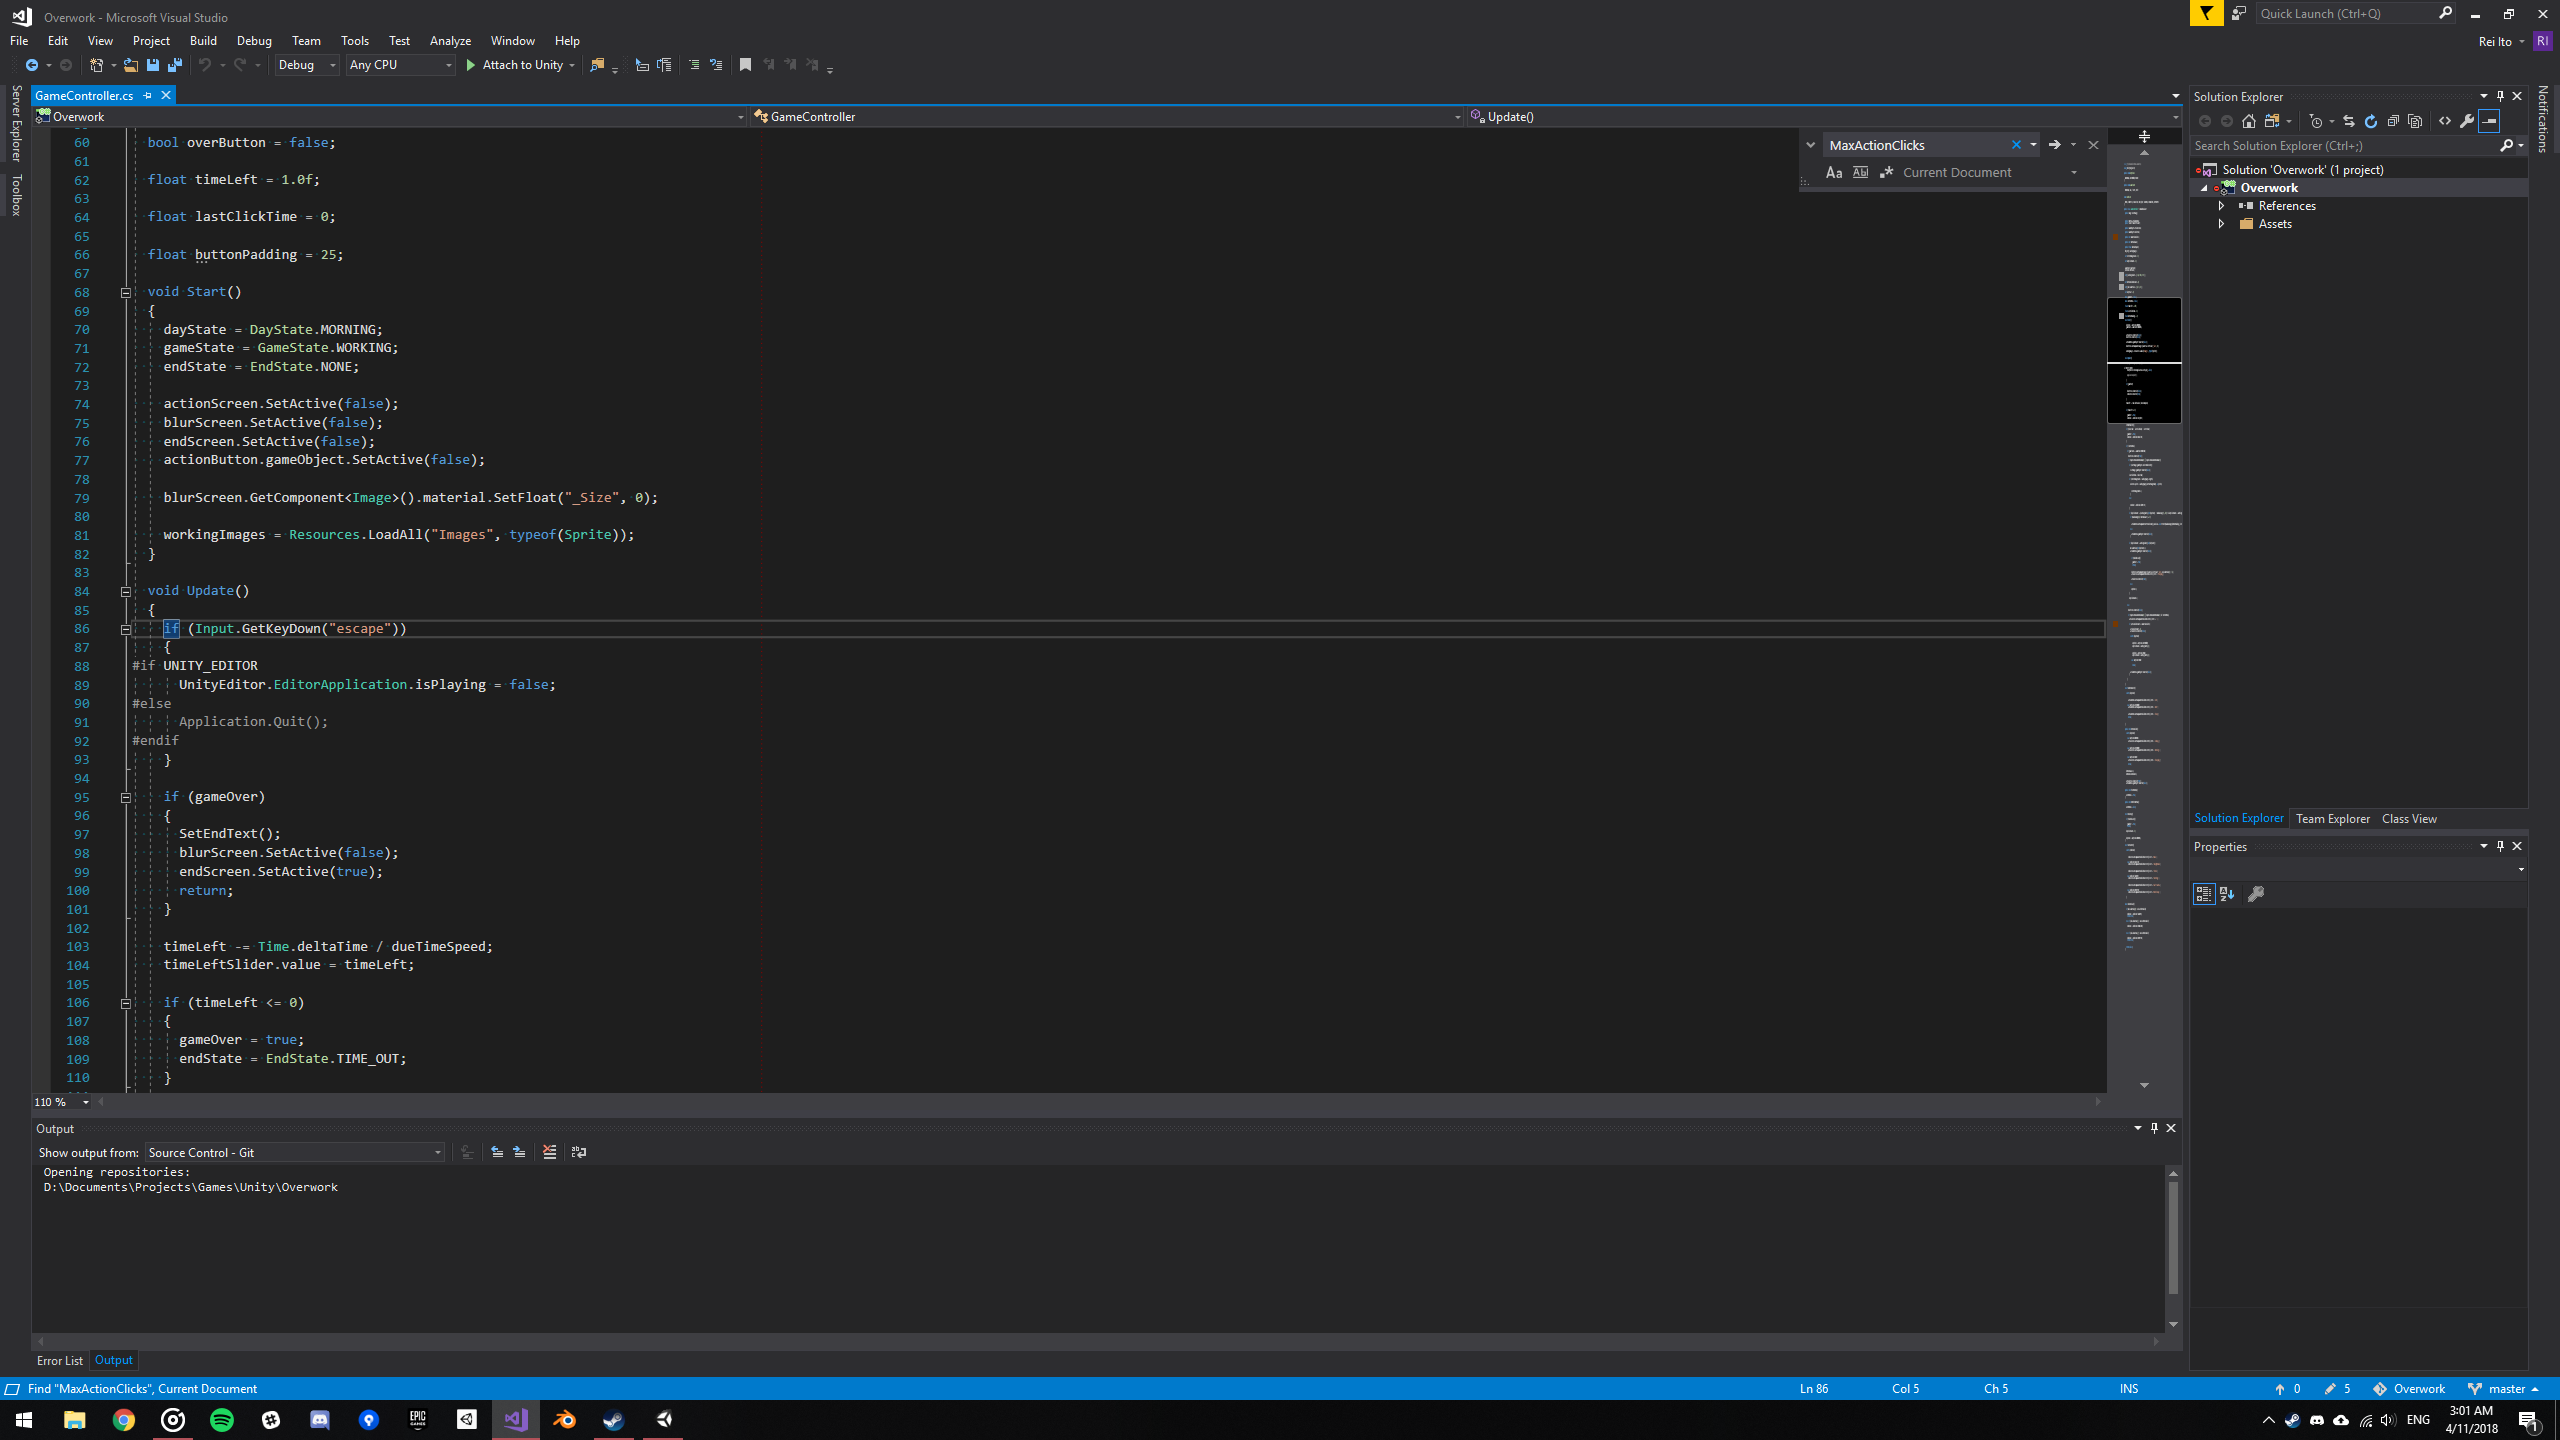 Overwork - Microsoft Visual Studio
Quick Launch (Ctrl+Q)
File Edit View Project Build Debug Team Tools Test Analyze Window Help
Rei Ito RI
Debug Any CPU Attach to Unity
Server Explorer
Toolbox
GameController.cs
Overwork GameController Update()
MaxActionClicks
Aa Ab .* Current Document
60 bool overButton = false;
61
62 float timeLeft = 1.0f;
63
64 float lastClickTime = 0;
65
66 float buttonPadding = 25;
67
68 void Start()
69 {
70 dayState = DayState.MORNING;
71 gameState = GameState.WORKING;
72 endState = EndState.NONE;
73
74 actionScreen.SetActive(false);
75 blurScreen.SetActive(false);
76 endScreen.SetActive(false);
77 actionButton.gameObject.SetActive(false);
78
79 blurScreen.GetComponent<Image>().material.SetFloat("_Size", 0);
80
81 workingImages = Resources.LoadAll("Images", typeof(Sprite));
82 }
83
84 void Update()
85 {
86 if (Input.GetKeyDown("escape"))
87 {
88 #if UNITY_EDITOR
89 UnityEditor.EditorApplication.isPlaying = false;
90 #else
91 Application.Quit();
92 #endif
93 }
94
95 if (gameOver)
96 {
97 SetEndText();
98 blurScreen.SetActive(false);
99 endScreen.SetActive(true);
100 return;
101 }
102
103 timeLeft -= Time.deltaTime / dueTimeSpeed;
104 timeLeftSlider.value = timeLeft;
105
106 if (timeLeft <= 0)
107 {
108 gameOver = true;
109 endState = EndState.TIME_OUT;
110 }
110 %
Output
Show output from: Source Control - Git
Opening repositories:
D:\Documents\Projects\Games\Unity\Overwork
Error List Output
Solution Explorer
Search Solution Explorer (Ctrl+;)
Solution 'Overwork' (1 project)
Overwork
References
Assets
Solution Explorer Team Explorer Class View
Properties
Notifications
Find "MaxActionClicks", Current Document
Ln 86 Col 5 Ch 5 INS 0 5 Overwork master
EPIC GAMES
ENG
3:01 AM
4/11/2018
1